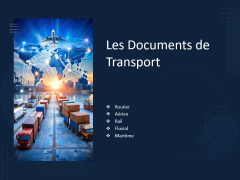 Les Documents de
Transport
❖ Routier
❖ Aérien
❖ Rail
❖ Fluvial
❖ Maritime